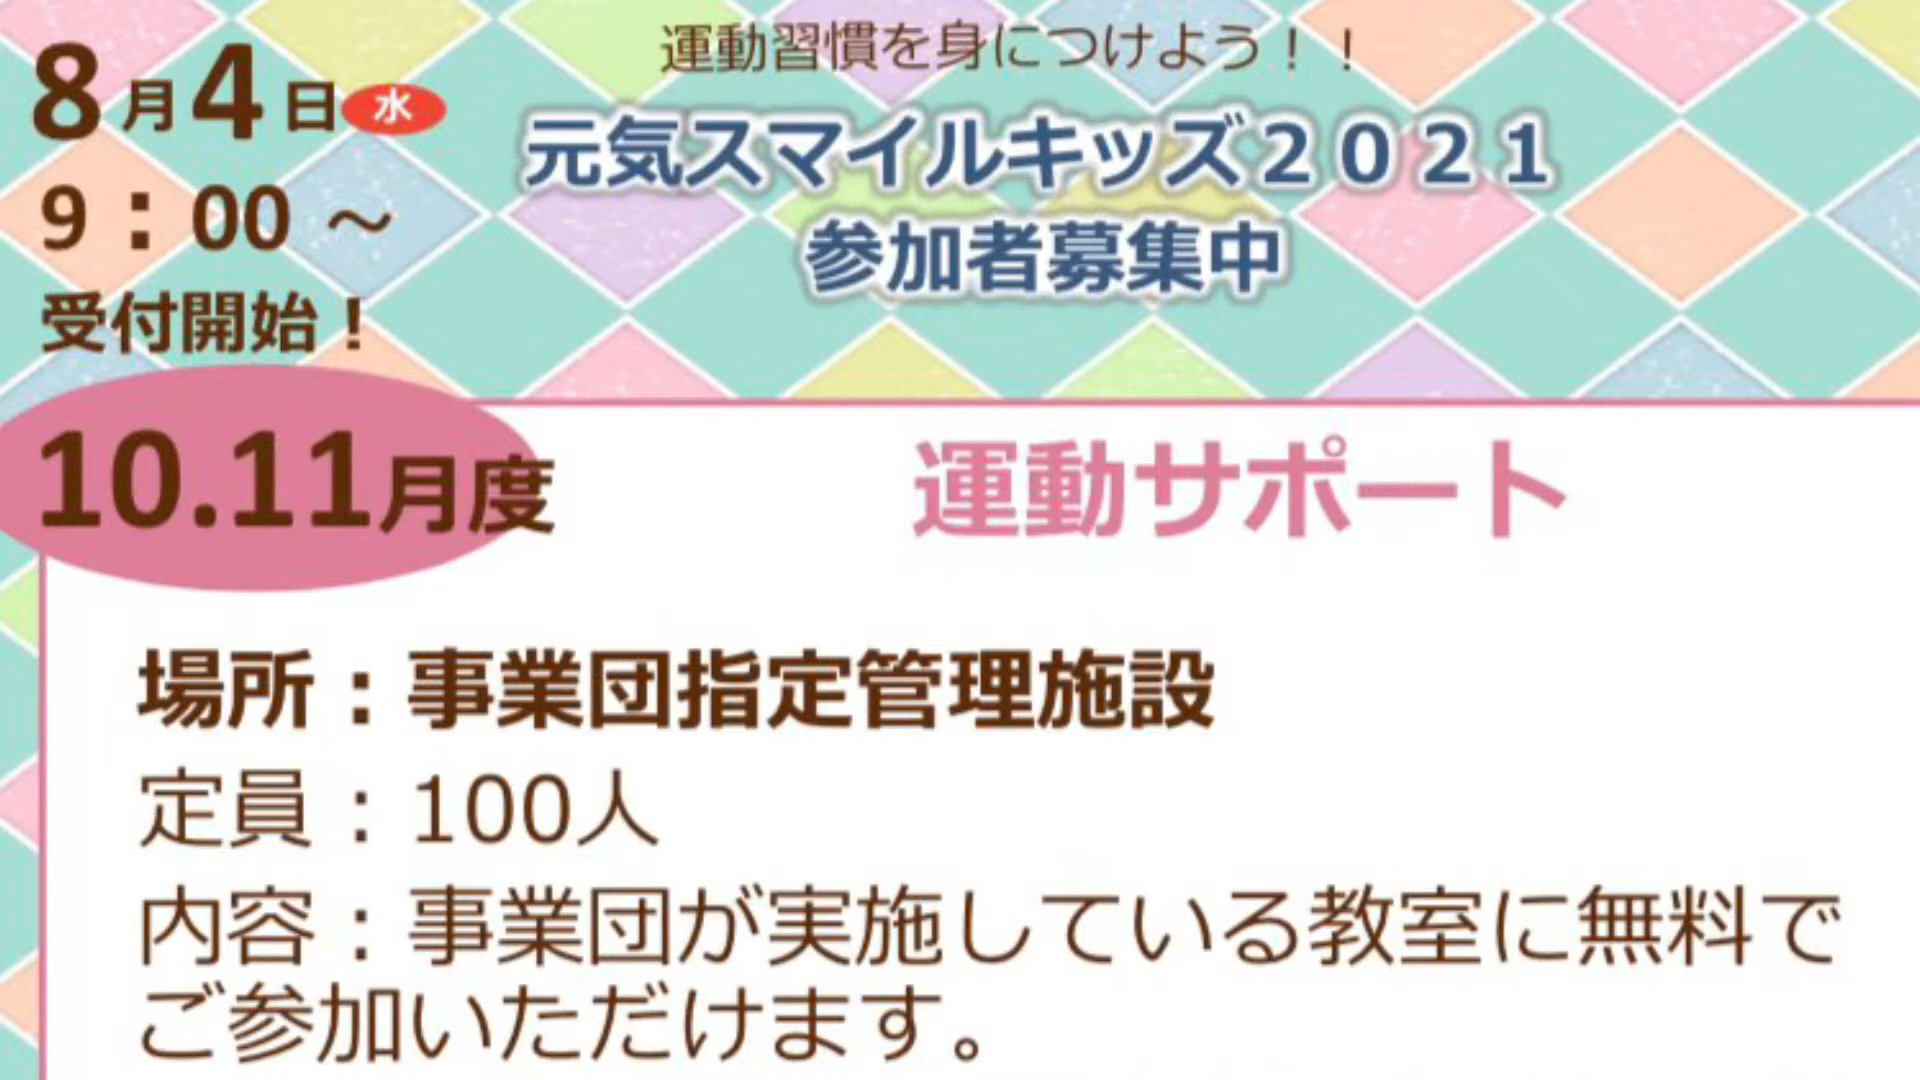 8月4日 水
9：00～
受付開始！
運動習慣を身につけよう！！
元気スマイルキッズ２０２１
参加者募集中
10.11月度
運動サポート
場所：事業団指定管理施設
定員：100人
内容：事業団が実施している教室に無料で
ご参加いただけます。